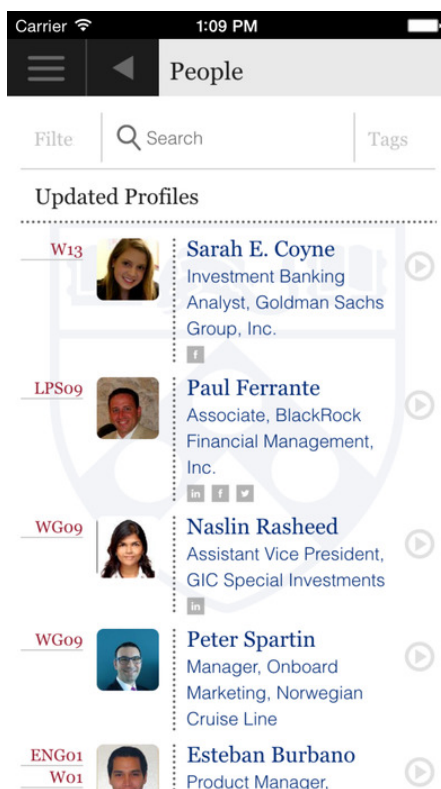 Carrier 1:09 PM
People
Filte Search Tags
Updated Profiles
W13
Sarah E. Coyne
Investment Banking
Analyst, Goldman Sachs
Group, Inc.
f
LPS09
Paul Ferrante
Associate, BlackRock
Financial Management,
Inc.
in f
WG09
Naslin Rasheed
Assistant Vice President,
GIC Special Investments
in
WG09
Peter Spartin
Manager, Onboard
Marketing, Norwegian
Cruise Line
ENG01
W01
Esteban Burbano
Product Manager,